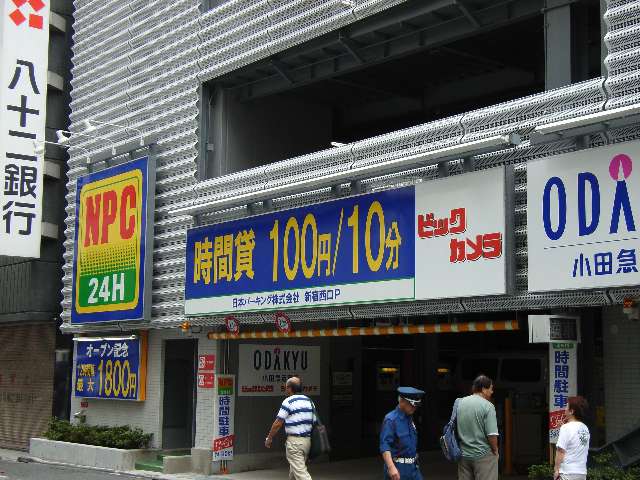 八十二銀行
NPC
24H
時間貸 100円/10分
日本パーキング株式会社 新宿西口P
ビック
カメラ
ODA
小田急
オープン記念
最大1800円
ODAKYU
時間駐車
時間駐車